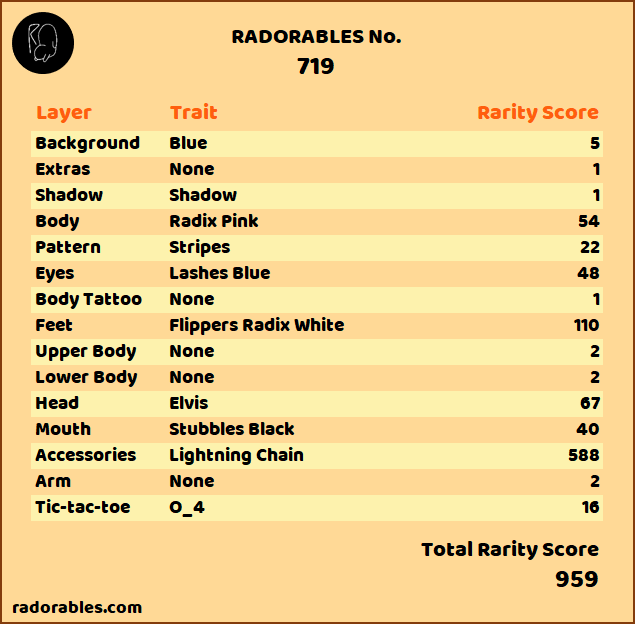 RADORABLES No.
719
Layer Trait Rarity Score
Background Blue 5
Extras None 1
Shadow Shadow 1
Body Radix Pink 54
Pattern Stripes 22
Eyes Lashes Blue 48
Body Tattoo None 1
Feet Flippers Radix White 110
Upper Body None 2
Lower Body None 2
Head Elvis 67
Mouth Stubbles Black 40
Accessories Lightning Chain 588
Arm None 2
Tic-tac-toe O_4 16
Total Rarity Score
959
radorables.com